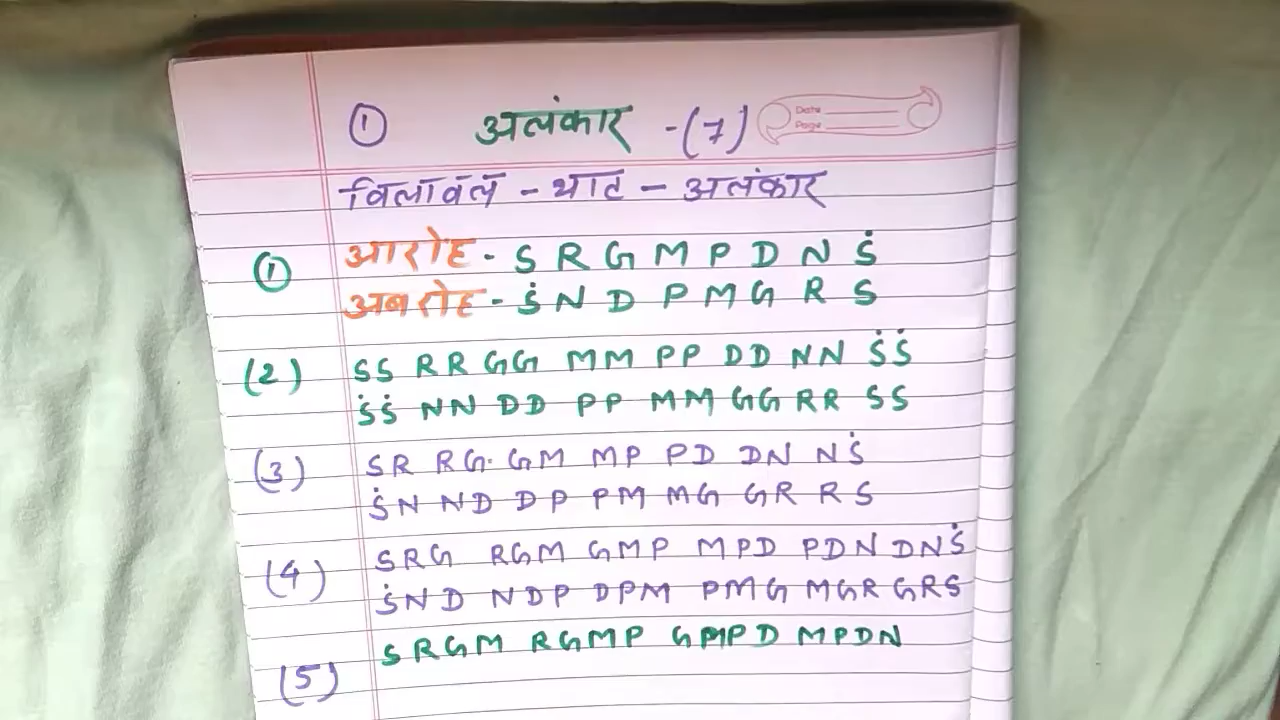 ① अलंकार - (7)
Date
Page
विलावल - थाट - अलंकार
① आरोह - S R G M P D N Ṡ
अबरोह - Ṡ N D P M G R S
(2) SS RR GG MM PP DD NN ṠṠ
ṠṠ NN DD PP MM GG RR SS
(3) SR RG. GM MP PD DN NṠ
ṠN ND DP PM MG GR RS
(4) SRG RGM GMP MPD PDN DNṠ
ṠND NDP DPM PMG MGR GRS
(5) SRGM RGMP GMPD MPDN